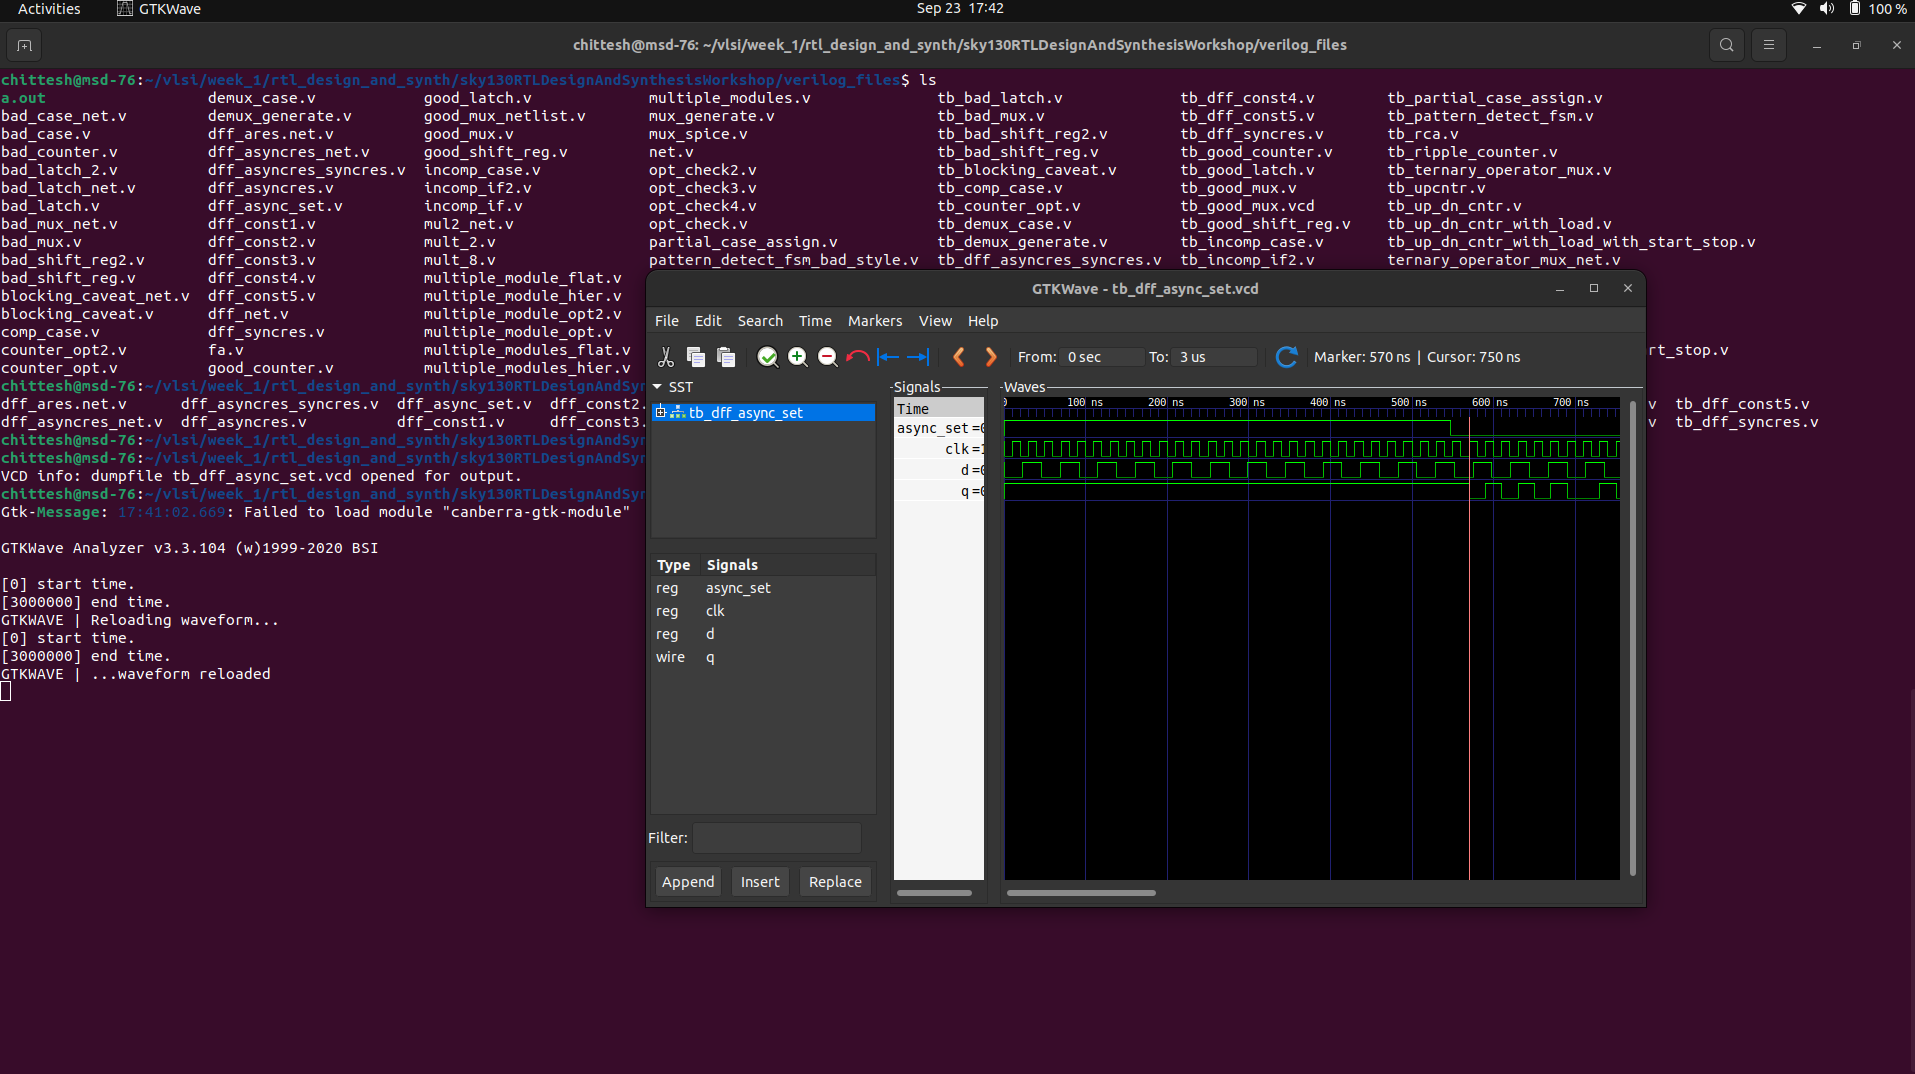 Activities GTKWave Sep 23 17:42 100 %
chittesh@msd-76: ~/vlsi/week_1/rtl_design_and_synth/sky130RTLDesignAndSynthesisWorkshop/verilog_files
chittesh@msd-76:~/vlsi/week_1/rtl_design_and_synth/sky130RTLDesignAndSynthesisWorkshop/verilog_files$ ls
a.out demux_case.v good_latch.v multiple_modules.v tb_bad_latch.v tb_dff_const4.v tb_partial_case_assign.v
bad_case_net.v demux_generate.v good_mux_netlist.v mux_generate.v tb_bad_mux.v tb_dff_const5.v tb_pattern_detect_fsm.v
bad_case.v dff_ares.net.v good_mux.v mux_spice.v tb_bad_shift_reg2.v tb_dff_syncres.v tb_rca.v
bad_counter.v dff_asyncres_net.v good_shift_reg.v net.v tb_bad_shift_reg.v tb_good_counter.v tb_ripple_counter.v
bad_latch_2.v dff_asyncres_syncres.v incomp_case.v opt_check2.v tb_blocking_caveat.v tb_good_latch.v tb_ternary_operator_mux.v
bad_latch_net.v dff_asyncres.v incomp_if2.v opt_check3.v tb_comp_case.v tb_good_mux.v tb_upcntr.v
bad_latch.v dff_async_set.v incomp_if.v opt_check4.v tb_counter_opt.v tb_good_mux.vcd tb_up_dn_cntr.v
bad_mux_net.v dff_const1.v mul2_net.v opt_check.v tb_demux_case.v tb_good_shift_reg.v tb_up_dn_cntr_with_load.v
bad_mux.v dff_const2.v mult_2.v partial_case_assign.v tb_demux_generate.v tb_incomp_case.v tb_up_dn_cntr_with_load_with_start_stop.v
bad_shift_reg2.v dff_const3.v mult_8.v pattern_detect_fsm_bad_style.v tb_dff_asyncres_syncres.v tb_incomp_if2.v ternary_operator_mux_net.v
bad_shift_reg.v dff_const4.v multiple_module_flat.v
blocking_caveat_net.v dff_const5.v multiple_module_hier.v
blocking_caveat.v dff_net.v multiple_module_opt2.v
comp_case.v dff_syncres.v multiple_module_opt.v
counter_opt2.v fa.v multiple_modules_flat.v rt_stop.v
counter_opt.v good_counter.v multiple_modules_hier.v
chittesh@msd-76:~/vlsi/week_1/rtl_design_and_synth/sky130RTLDesignAndSyn
dff_ares.net.v dff_asyncres_syncres.v dff_async_set.v dff_const2. v tb_dff_const5.v
dff_asyncres_net.v dff_asyncres.v dff_const1.v dff_const3. v tb_dff_syncres.v
chittesh@msd-76:~/vlsi/week_1/rtl_design_and_synth/sky130RTLDesignAndSyn
chittesh@msd-76:~/vlsi/week_1/rtl_design_and_synth/sky130RTLDesignAndSyn
VCD info: dumpfile tb_dff_async_set.vcd opened for output.
chittesh@msd-76:~/vlsi/week_1/rtl_design_and_synth/sky130RTLDesignAndSyn
Gtk-Message: 17:41:02.669: Failed to load module "canberra-gtk-module"
GTKWave Analyzer v3.3.104 (w)1999-2020 BSI
[0] start time.
[3000000] end time.
GTKWAVE | Reloading waveform...
[0] start time.
[3000000] end time.
GTKWAVE | ...waveform reloaded
GTKWave - tb_dff_async_set.vcd
File Edit Search Time Markers View Help
From: 0 sec To: 3 us Marker: 570 ns | Cursor: 750 ns
SST
tb_dff_async_set
Type Signals
reg async_set
reg clk
reg d
wire q
Filter:
Append Insert Replace
Signals
Time
async_set =0
clk =1
d =0
q =0
Waves
0 100 ns 200 ns 300 ns 400 ns 500 ns 600 ns 700 ns